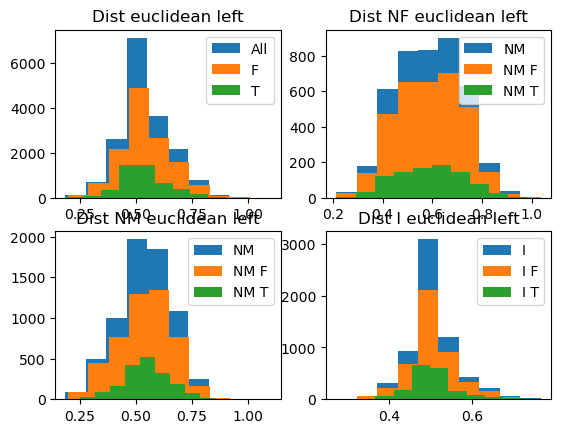 Dist euclidean left
Dist NF euclidean left
6000
4000
2000
0
0.25 0.50 0.75 1.00
All
F
T
800
600
400
200
0
0.2 0.4 0.6 0.8 1.0
NM
NM F
NM T
Dist NM euclidean left
Dist I euclidean left
2000
1500
1000
500
0
0.25 0.50 0.75 1.00
NM
NM F
NM T
3000
2000
1000
0
0.4 0.6
I
I F
I T